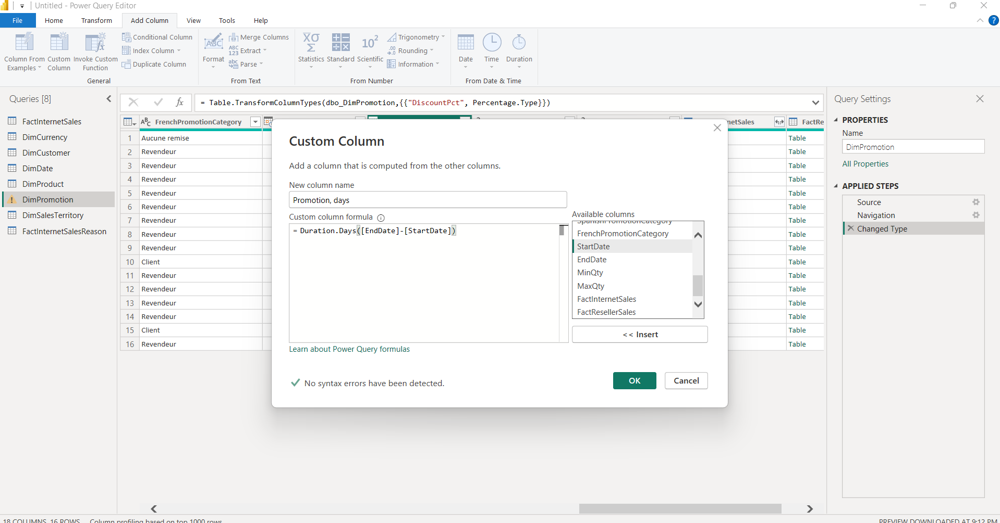 Untitled - Power Query Editor
File Home Transform Add Column View Tools Help
Column From Examples
Custom Column
Invoke Custom Function
Conditional Column
Index Column
Duplicate Column
General
ABC
Format
Merge Columns
ABC 123 Extract
abc Parse
From Text
XΣσ Statistics
Standard
10² Scientific
Trigonometry
.00 Rounding
Information
From Number
Date
Time
Duration
From Date & Time
Queries [8]
FactInternetSales
DimCurrency
DimCustomer
DimDate
DimProduct
DimPromotion
DimSalesTerritory
FactInternetSalesReason
fx = Table.TransformColumnTypes(dbo_DimPromotion,{{"DiscountPct", Percentage.Type}})
ABC FrenchPromotionCategory
netSales
FactRe
1 Aucune remise Table
2 Revendeur Table
3 Revendeur Table
4 Revendeur Table
5 Revendeur Table
6 Revendeur Table
7 Revendeur Table
8 Revendeur Table
9 Revendeur Table
10 Client Table
11 Revendeur Table
12 Revendeur Table
13 Revendeur Table
14 Revendeur Table
15 Client Table
16 Revendeur Table
Custom Column
Add a column that is computed from the other columns.
New column name
Promotion, days
Custom column formula
= Duration.Days([EndDate]-[StartDate])
Available columns
SpanishPromotionCategory
FrenchPromotionCategory
StartDate
EndDate
MinQty
MaxQty
FactInternetSales
FactResellerSales
<< Insert
Learn about Power Query formulas
No syntax errors have been detected.
OK
Cancel
Query Settings
PROPERTIES
Name
DimPromotion
All Properties
APPLIED STEPS
Source
Navigation
Changed Type
18 COLUMNS, 16 ROWS Column profiling based on top 1000 rows
PREVIEW DOWNLOADED AT 9:12 PM